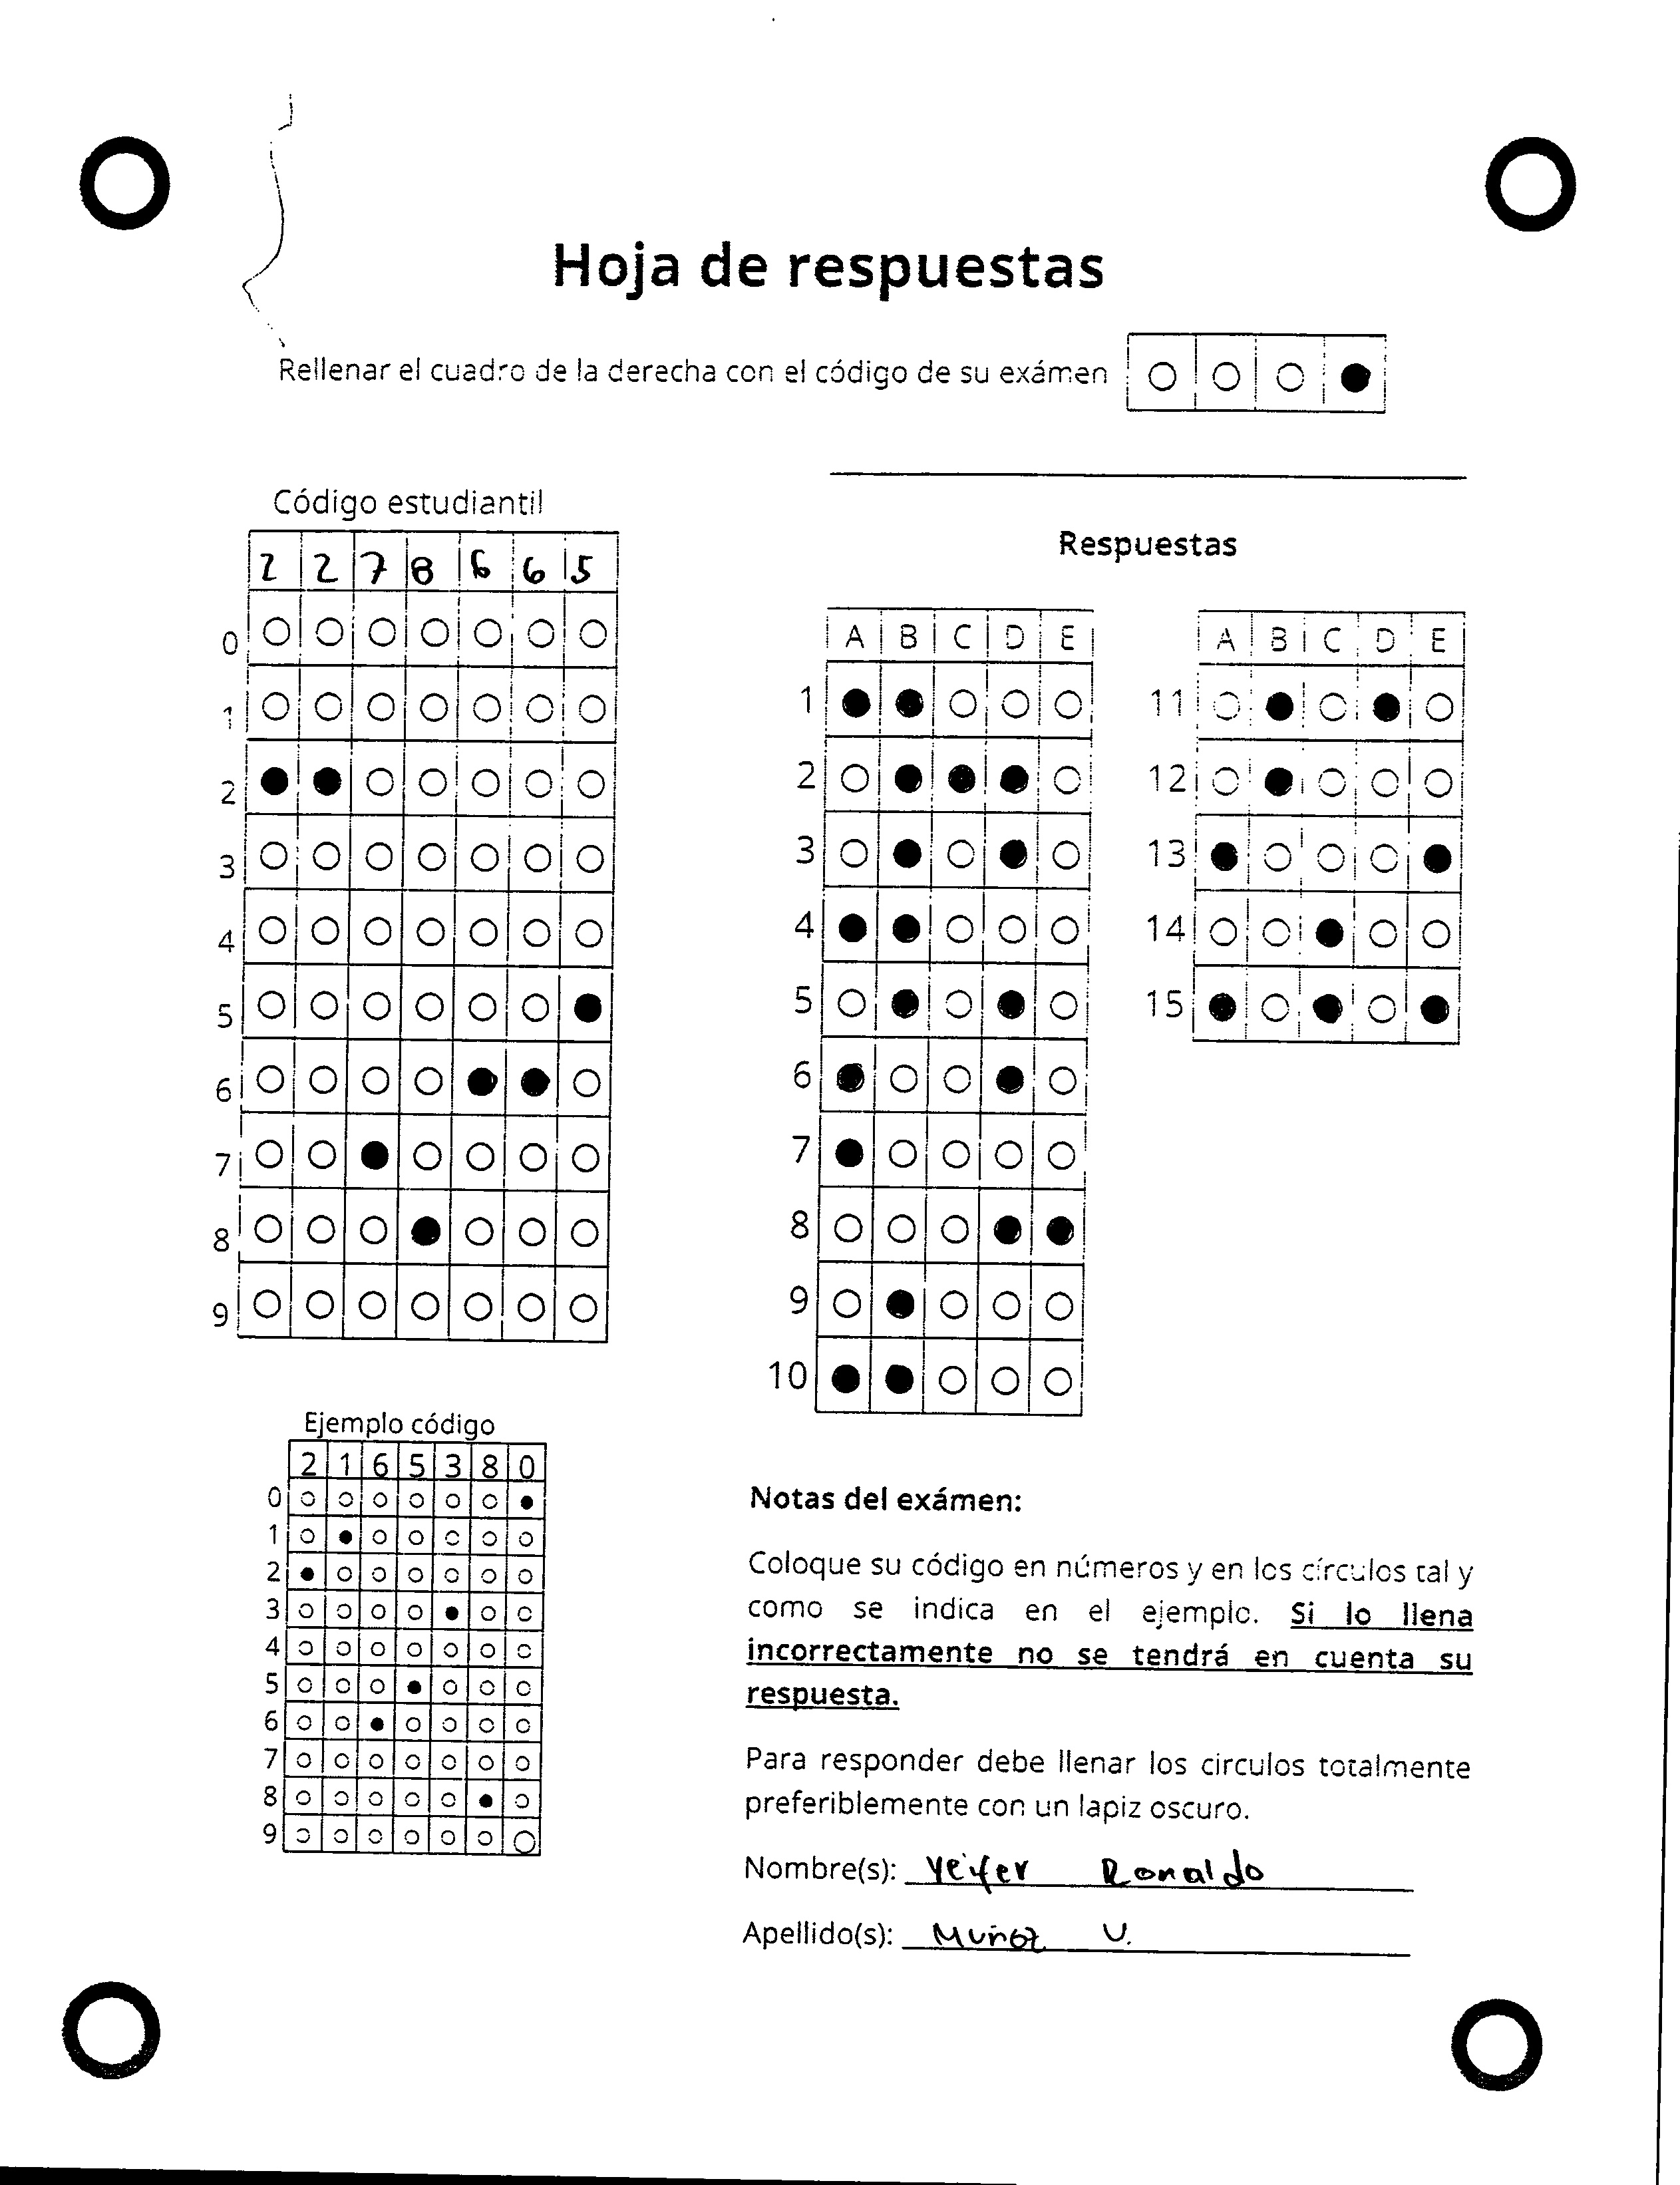 Hoja de respuestas
Rellenar el cuadro de la derecha con el código de su exámen
Código estudiantil
2 2 7 8 6 6 5
0
1
2
3
4
5
6
7
8
9
Respuestas
A B C D E
1
2
3
4
5
6
7
8
9
10
A B C D E
11
12
13
14
15
Ejemplo código
2 1 6 5 3 8 0
0
1
2
3
4
5
6
7
8
9
Notas del exámen:
Coloque su código en números y en los círculos tal y
como se indica en el ejemplo. Si lo llena
incorrectamente no se tendrá en cuenta su
respuesta.
Para responder debe llenar los circulos totalmente
preferiblemente con un lapiz oscuro.
Nombre(s): Yeifer Ronaldo
Apellido(s): Muñoz V.